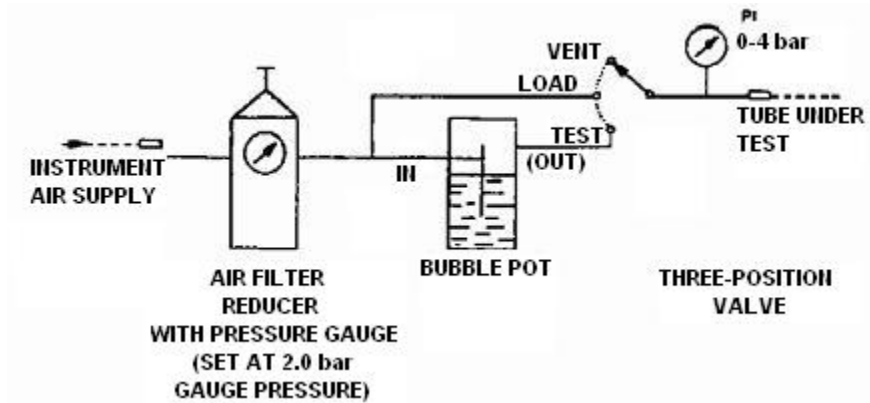 PI
0-4 bar
VENT
LOAD
TUBE UNDER
TEST
TEST
(OUT)
IN
INSTRUMENT
AIR SUPPLY
BUBBLE POT
AIR FILTER
REDUCER
WITH PRESSURE GAUGE
(SET AT 2.0 bar
GAUGE PRESSURE)
THREE-POSITION
VALVE